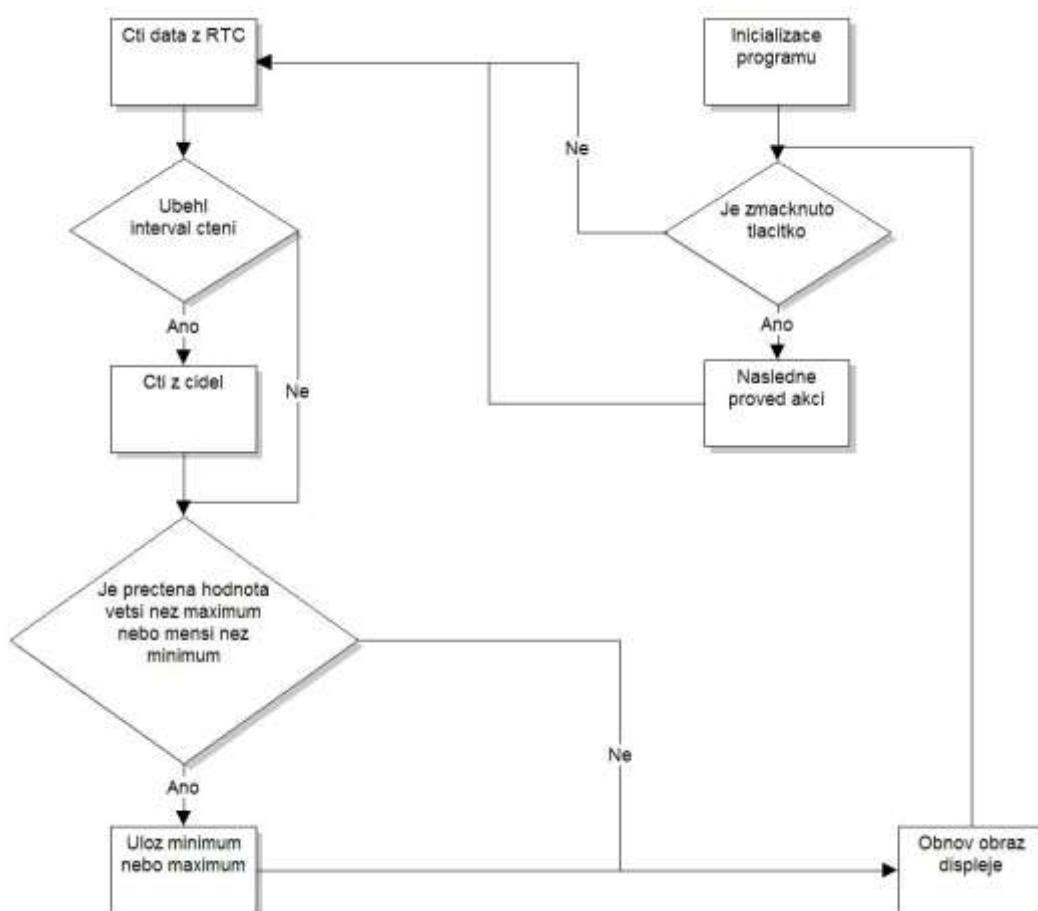 Cti data z RTC
Inicializace
programu
Ne
Ubehl
interval cteni
Je zmacknuto
tlacitko
Ano
Ano
Cti z cidel
Ne
Nasledne
proved akci
Je prectena hodnota
vetsi nez maximum
nebo mensi nez
minimum
Ne
Ano
Uloz minimum
nebo maximum
Obnov obraz
displeje